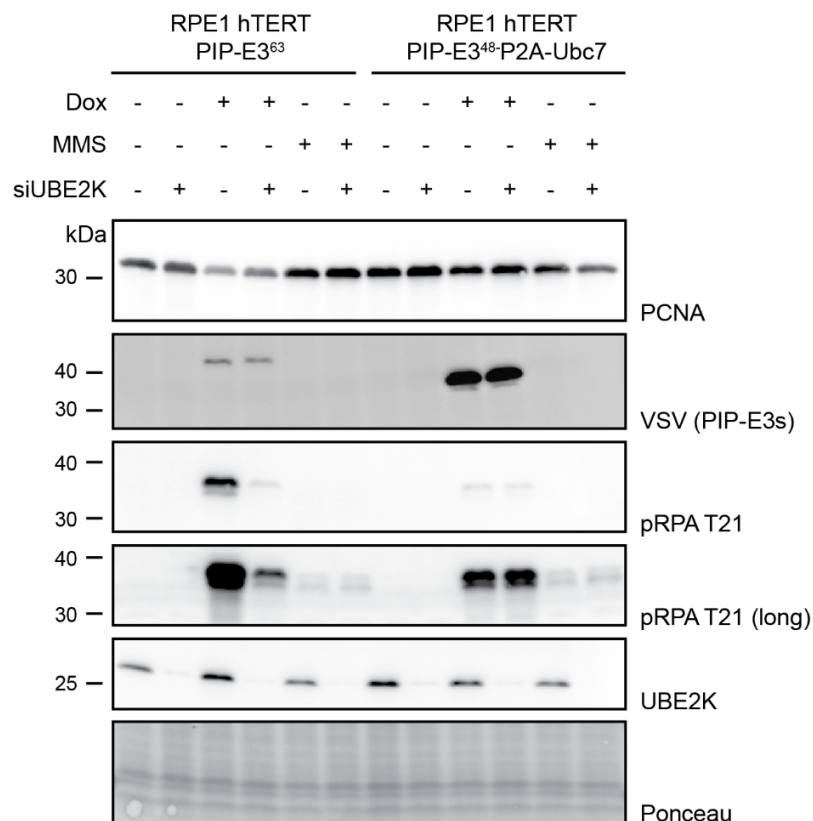 RPE1 hTERT RPE1 hTERT
PIP-E3⁶³ PIP-E3⁴⁸-P2A-Ubc7
Dox - - + + - - - - + + - -
MMS - - - - + + - - - - + +
siUBE2K - + - + - + - + - + - +
kDa
30
PCNA
40
30
VSV (PIP-E3s)
40
30
pRPA T21
40
30
pRPA T21 (long)
25
UBE2K
Ponceau